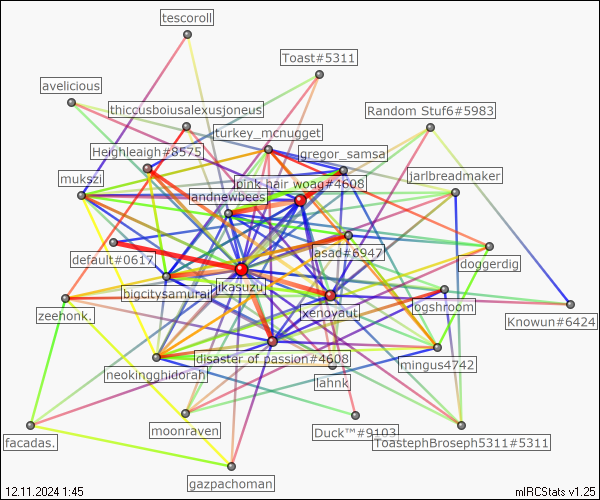 tescoroll
Toast#5311
avelicious
thiccusboiusalexusjoneus
Random Stuf6#5983
turkey_mcnugget
gregor_samsa
Heighleagh#8575
jarlbreadmaker
mukszi
pink hair woag#4608
andnewbees
asad#6947
default#0617
doggerdig
bigcitysamurai
ikasuzu
zeehonk.
xenoyaut
ogshroom
Knowun#6424
disaster of passion#4608
neokingghidorah
lahnk
mingus4742
facadas.
moonraven
Duck™#9103
ToastephBroseph5311#5311
gazpachoman
12.11.2024 1:45
mIRCStats v1.25